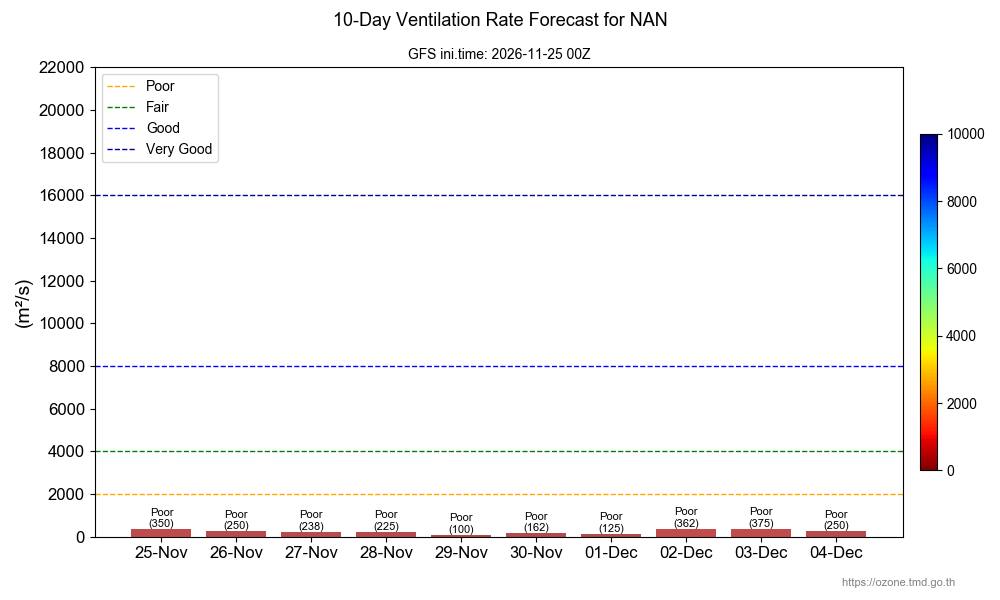 10-Day Ventilation Rate Forecast for NAN
GFS ini.time: 2026-11-25 00Z
22000
20000
18000
16000
14000
12000
10000
8000
6000
4000
2000
0
(m²/s)
Poor
Fair
Good
Very Good
Poor
(350)
Poor
(250)
Poor
(238)
Poor
(225)
Poor
(100)
Poor
(162)
Poor
(125)
Poor
(362)
Poor
(375)
Poor
(250)
25-Nov
26-Nov
27-Nov
28-Nov
29-Nov
30-Nov
01-Dec
02-Dec
03-Dec
04-Dec
10000
8000
6000
4000
2000
0
https://ozone.tmd.go.th